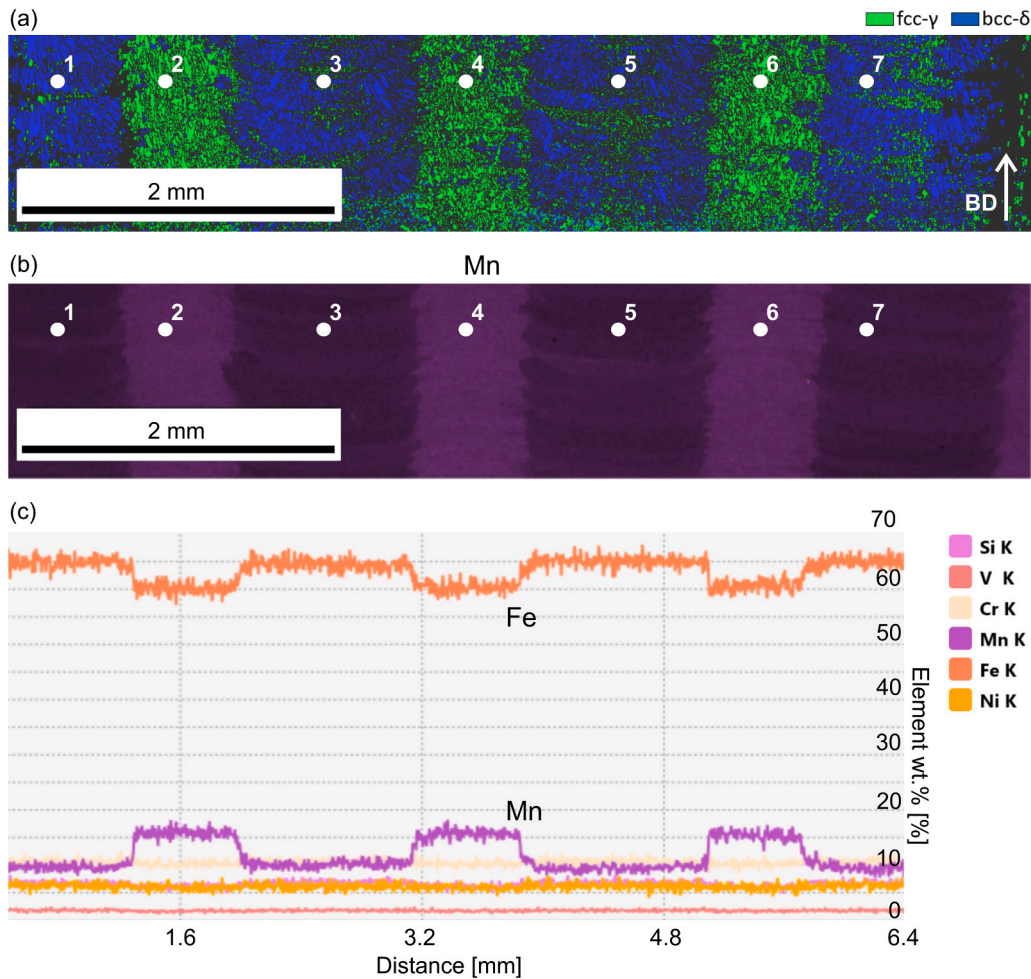 (a)
fcc-γ bcc-δ
1 2 3 4 5 6 7
2 mm
BD
(b)
Mn
1 2 3 4 5 6 7
2 mm
(c)
70
60
50
40
30
20
10
0
Fe
Mn
Element wt.% [%]
Si K
V K
Cr K
Mn K
Fe K
Ni K
1.6 3.2 4.8 6.4
Distance [mm]